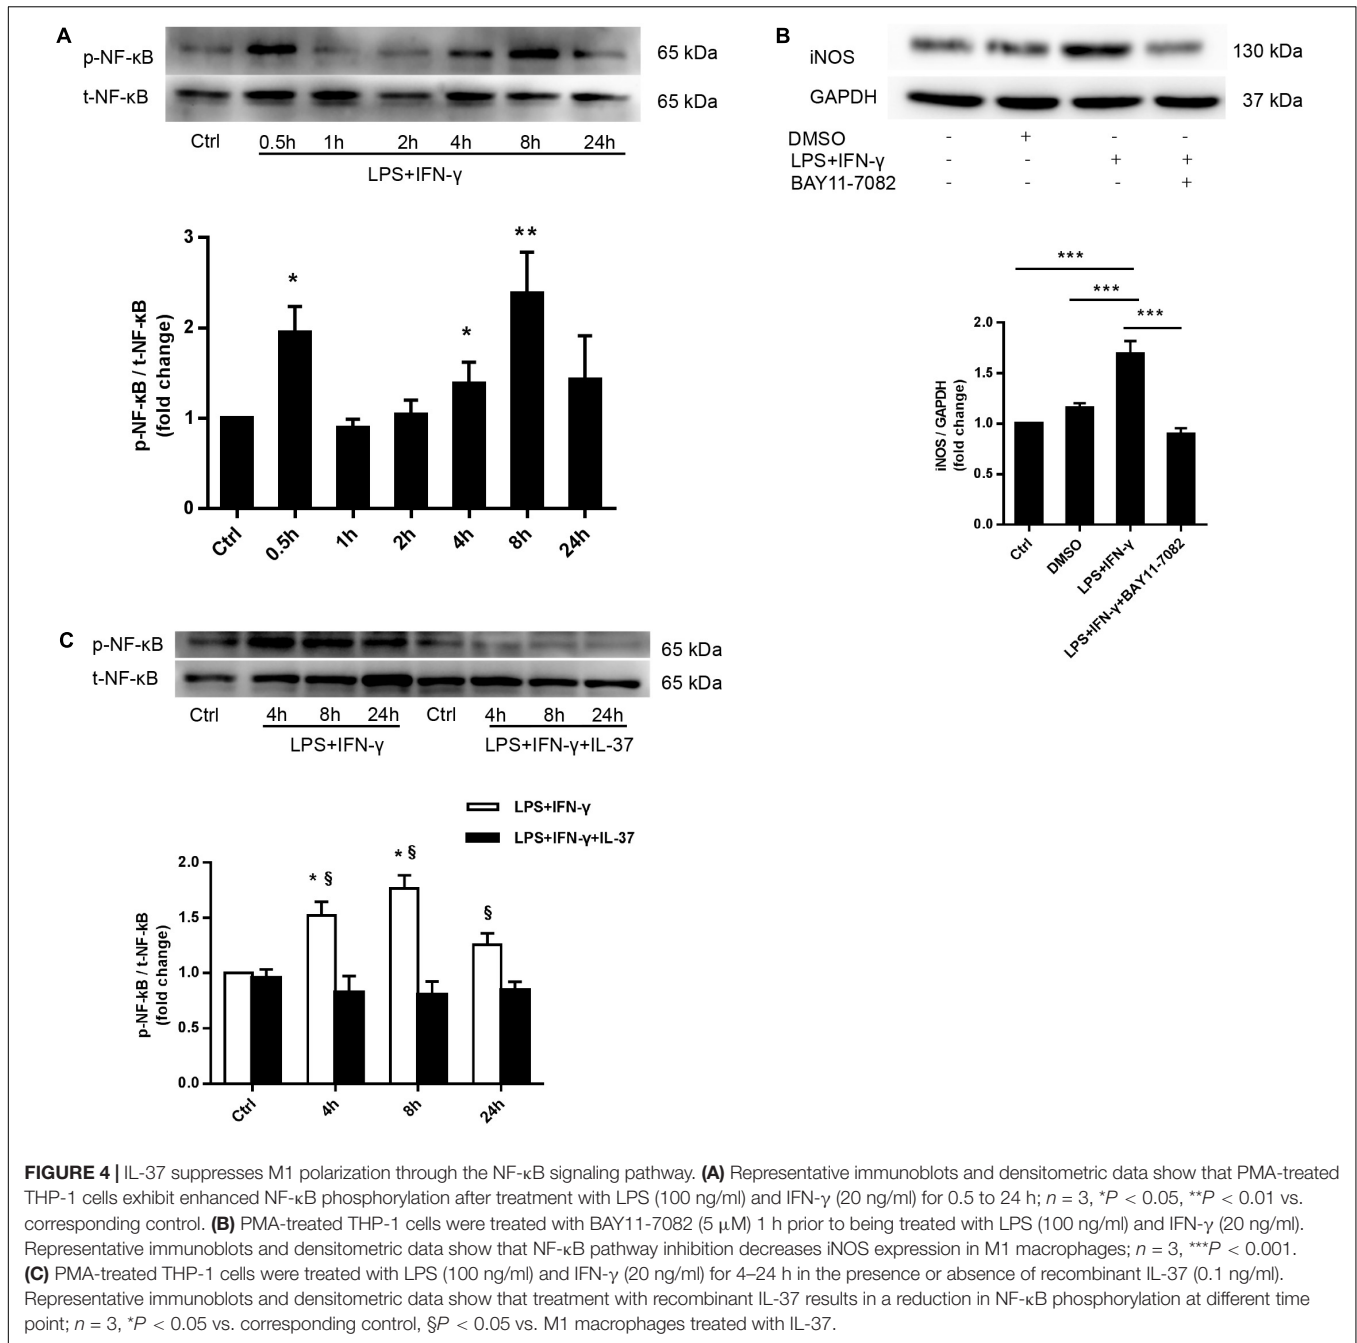 A
p-NF-κB
65 kDa
t-NF-κB
65 kDa
Ctrl 0.5h 1h 2h 4h 8h 24h
LPS+IFN-γ
3
2
1
0
p-NF-κB / t-NF-κB
(fold change)
*
*
**
Ctrl 0.5h 1h 2h 4h 8h 24h
B
iNOS
130 kDa
GAPDH
37 kDa
DMSO - + - -
LPS+IFN-γ - - + +
BAY11-7082 - - - +
***
***
***
2.0
1.5
1.0
0.5
0.0
iNOS / GAPDH
(fold change)
Ctrl DMSO LPS+IFN-γ LPS+IFN-γ+BAY11-7082
C
p-NF-κB
65 kDa
t-NF-κB
65 kDa
Ctrl 4h 8h 24h Ctrl 4h 8h 24h
LPS+IFN-γ LPS+IFN-γ+IL-37
LPS+IFN-γ
LPS+IFN-γ+IL-37
2.0
1.5
1.0
0.5
0.0
p-NF-kB / t-NF-kB
(fold change)
* §
* §
§
Ctrl 4h 8h 24h
FIGURE 4 | IL-37 suppresses M1 polarization through the NF-κB signaling pathway. (A) Representative immunoblots and densitometric data show that PMA-treated
THP-1 cells exhibit enhanced NF-κB phosphorylation after treatment with LPS (100 ng/ml) and IFN-γ (20 ng/ml) for 0.5 to 24 h; n = 3, *P < 0.05, **P < 0.01 vs.
corresponding control. (B) PMA-treated THP-1 cells were treated with BAY11-7082 (5 μM) 1 h prior to being treated with LPS (100 ng/ml) and IFN-γ (20 ng/ml).
Representative immunoblots and densitometric data show that NF-κB pathway inhibition decreases iNOS expression in M1 macrophages; n = 3, ***P < 0.001.
(C) PMA-treated THP-1 cells were treated with LPS (100 ng/ml) and IFN-γ (20 ng/ml) for 4–24 h in the presence or absence of recombinant IL-37 (0.1 ng/ml).
Representative immunoblots and densitometric data show that treatment with recombinant IL-37 results in a reduction in NF-κB phosphorylation at different time
point; n = 3, *P < 0.05 vs. corresponding control, §P < 0.05 vs. M1 macrophages treated with IL-37.